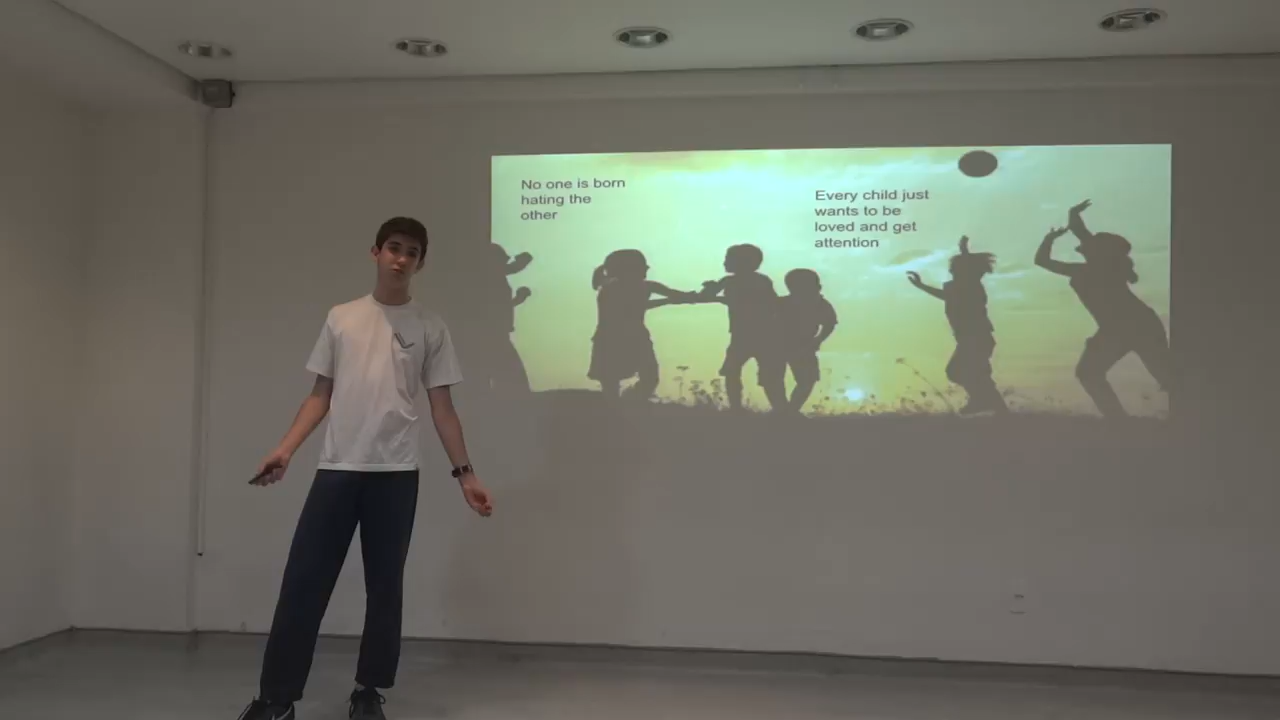 No one is born
hating the
other
Every child just
wants to be
loved and get
attention